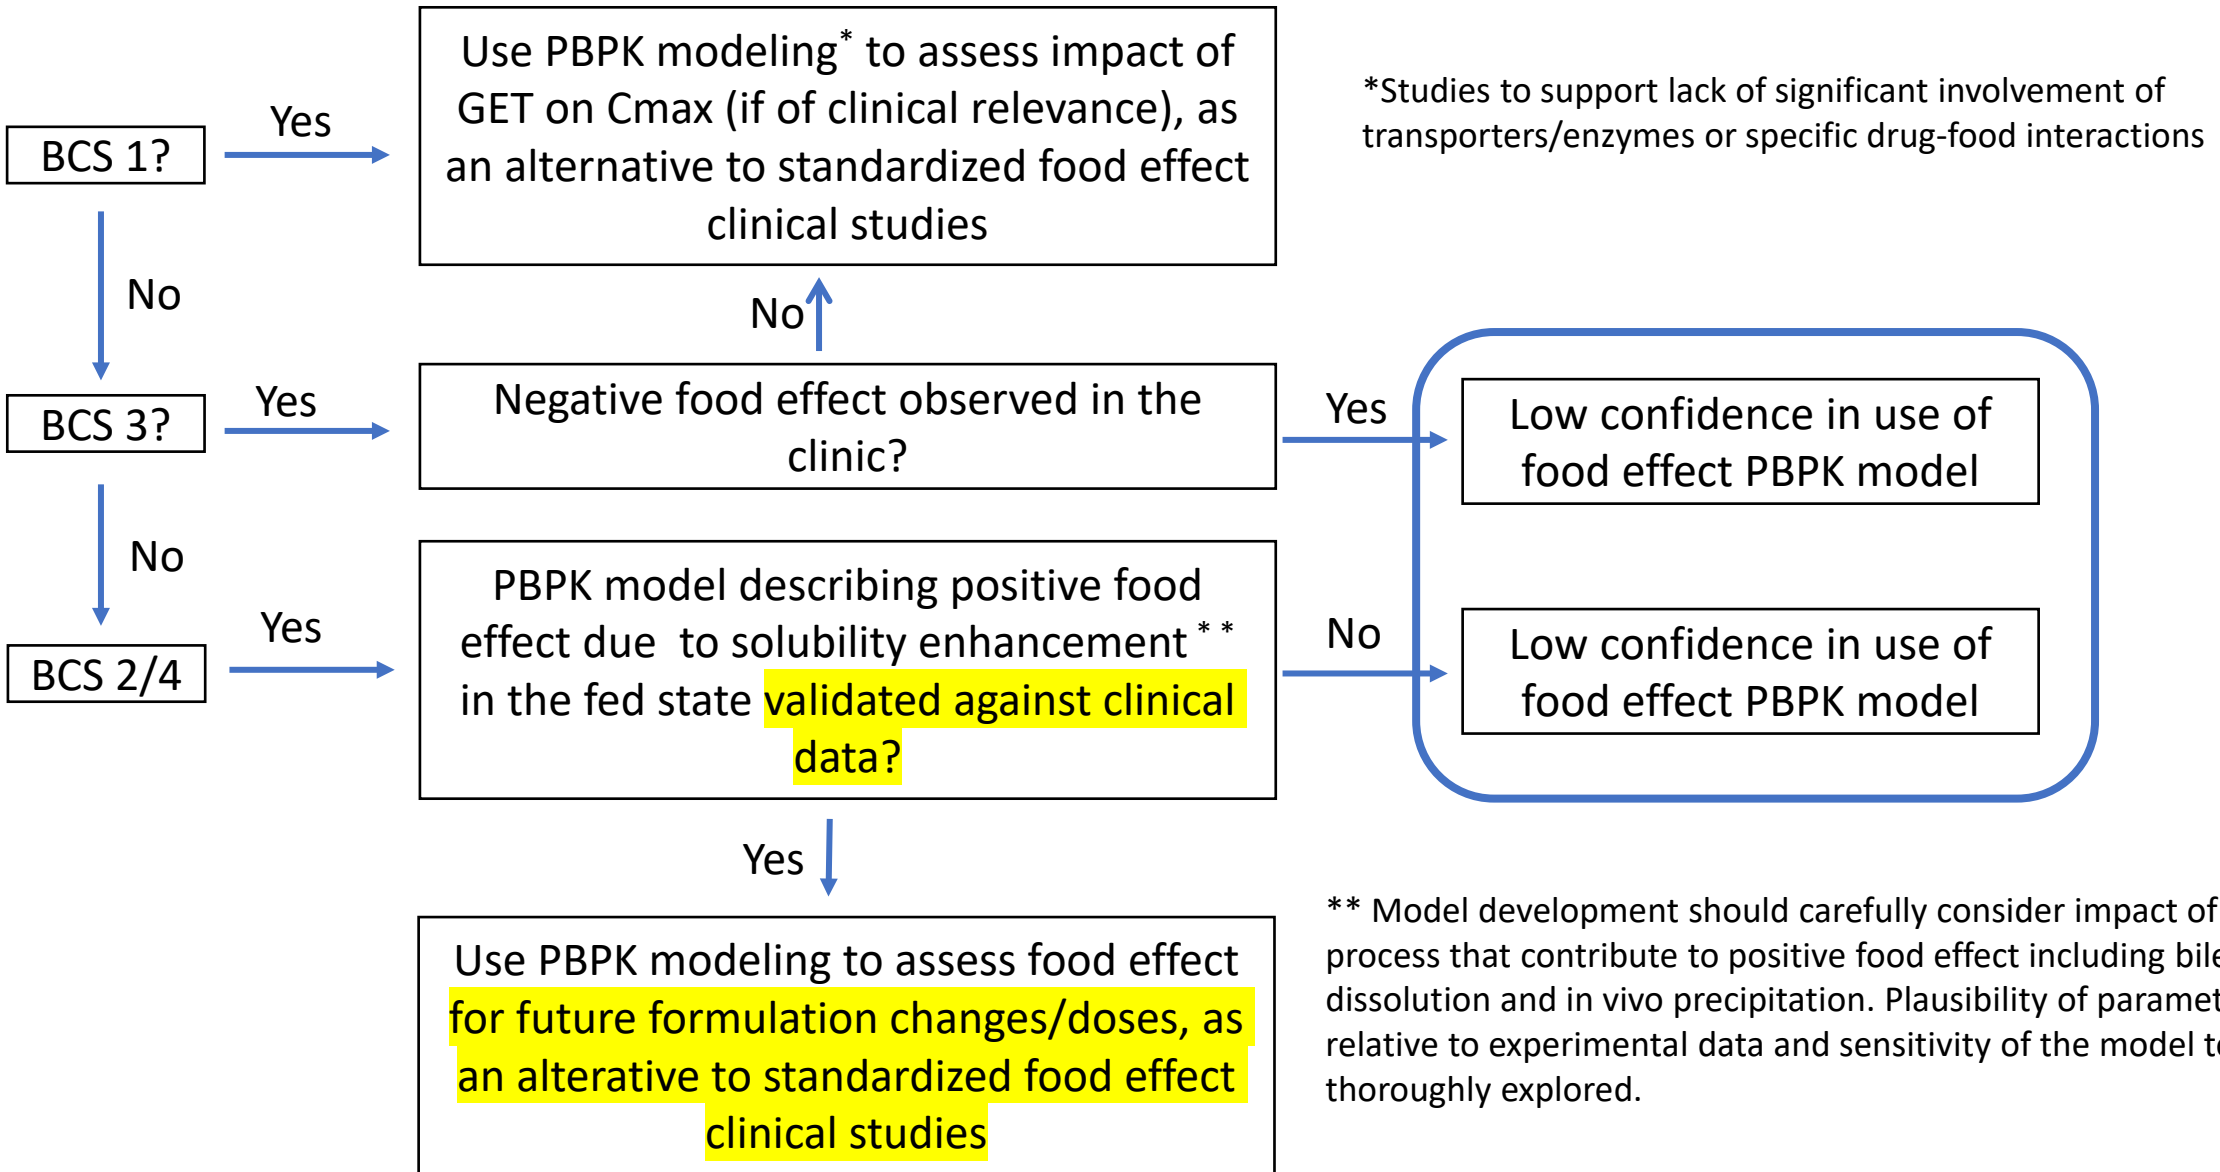 Use PBPK modeling* to assess impact of
GET on Cmax (if of clinical relevance), as
an alternative to standardized food effect
clinical studies
*Studies to support lack of significant involvement of
transporters/enzymes or specific drug-food interactions
BCS 1?
Yes
No
No
BCS 3?
Yes
Negative food effect observed in the
clinic?
Yes
Low confidence in use of
food effect PBPK model
No
BCS 2/4
Yes
PBPK model describing positive food
effect due to solubility enhancement **
in the fed state validated against clinical
data?
No
Low confidence in use of
food effect PBPK model
Yes
Use PBPK modeling to assess food effect
for future formulation changes/doses, as
an alterative to standardized food effect
clinical studies
** Model development should carefully consider impact of
process that contribute to positive food effect including bile
dissolution and in vivo precipitation. Plausibility of paramet
relative to experimental data and sensitivity of the model t
thoroughly explored.